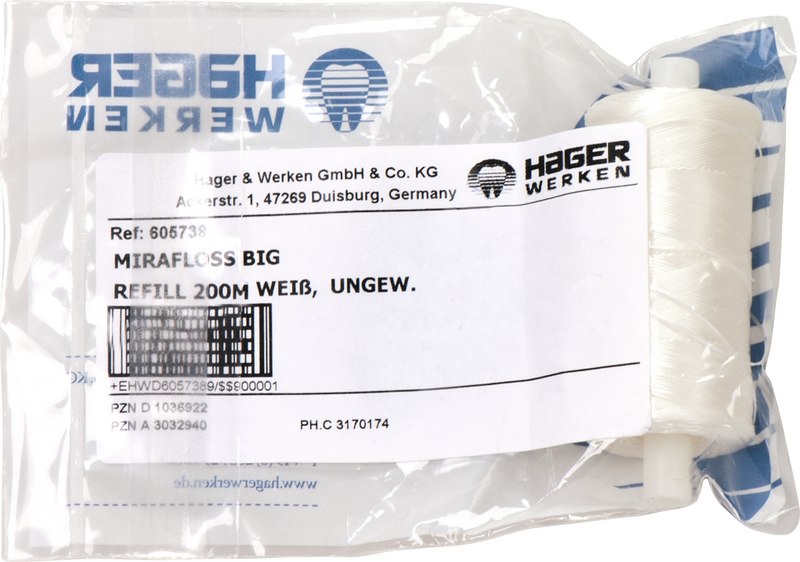 HAGER
WERKEN
Hager & Werken GmbH & Co. KG
Ackerstr. 1, 47269 Duisburg, Germany
HAGER
WERKEN
Ref: 605738
MIRAFLOSS BIG
REFILL 200M WEIß, UNGEW.
+EHWD6057389/$$900001
PZN D 1036922
PZN A 3032940
PH.C 3170174
www.hagerwerken.de